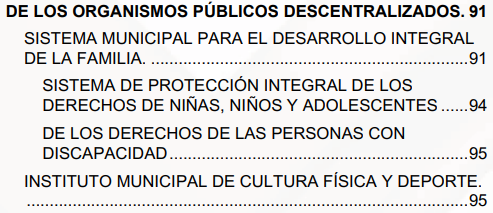 DE LOS ORGANISMOS PÚBLICOS DESCENTRALIZADOS. 91
SISTEMA MUNICIPAL PARA EL DESARROLLO INTEGRAL
DE LA FAMILIA. ................................................................91
SISTEMA DE PROTECCIÓN INTEGRAL DE LOS
DERECHOS DE NIÑAS, NIÑOS Y ADOLESCENTES ......94
DE LOS DERECHOS DE LAS PERSONAS CON
DISCAPACIDAD ............................................................95
INSTITUTO MUNICIPAL DE CULTURA FÍSICA Y DEPORTE.
........................................................................................95